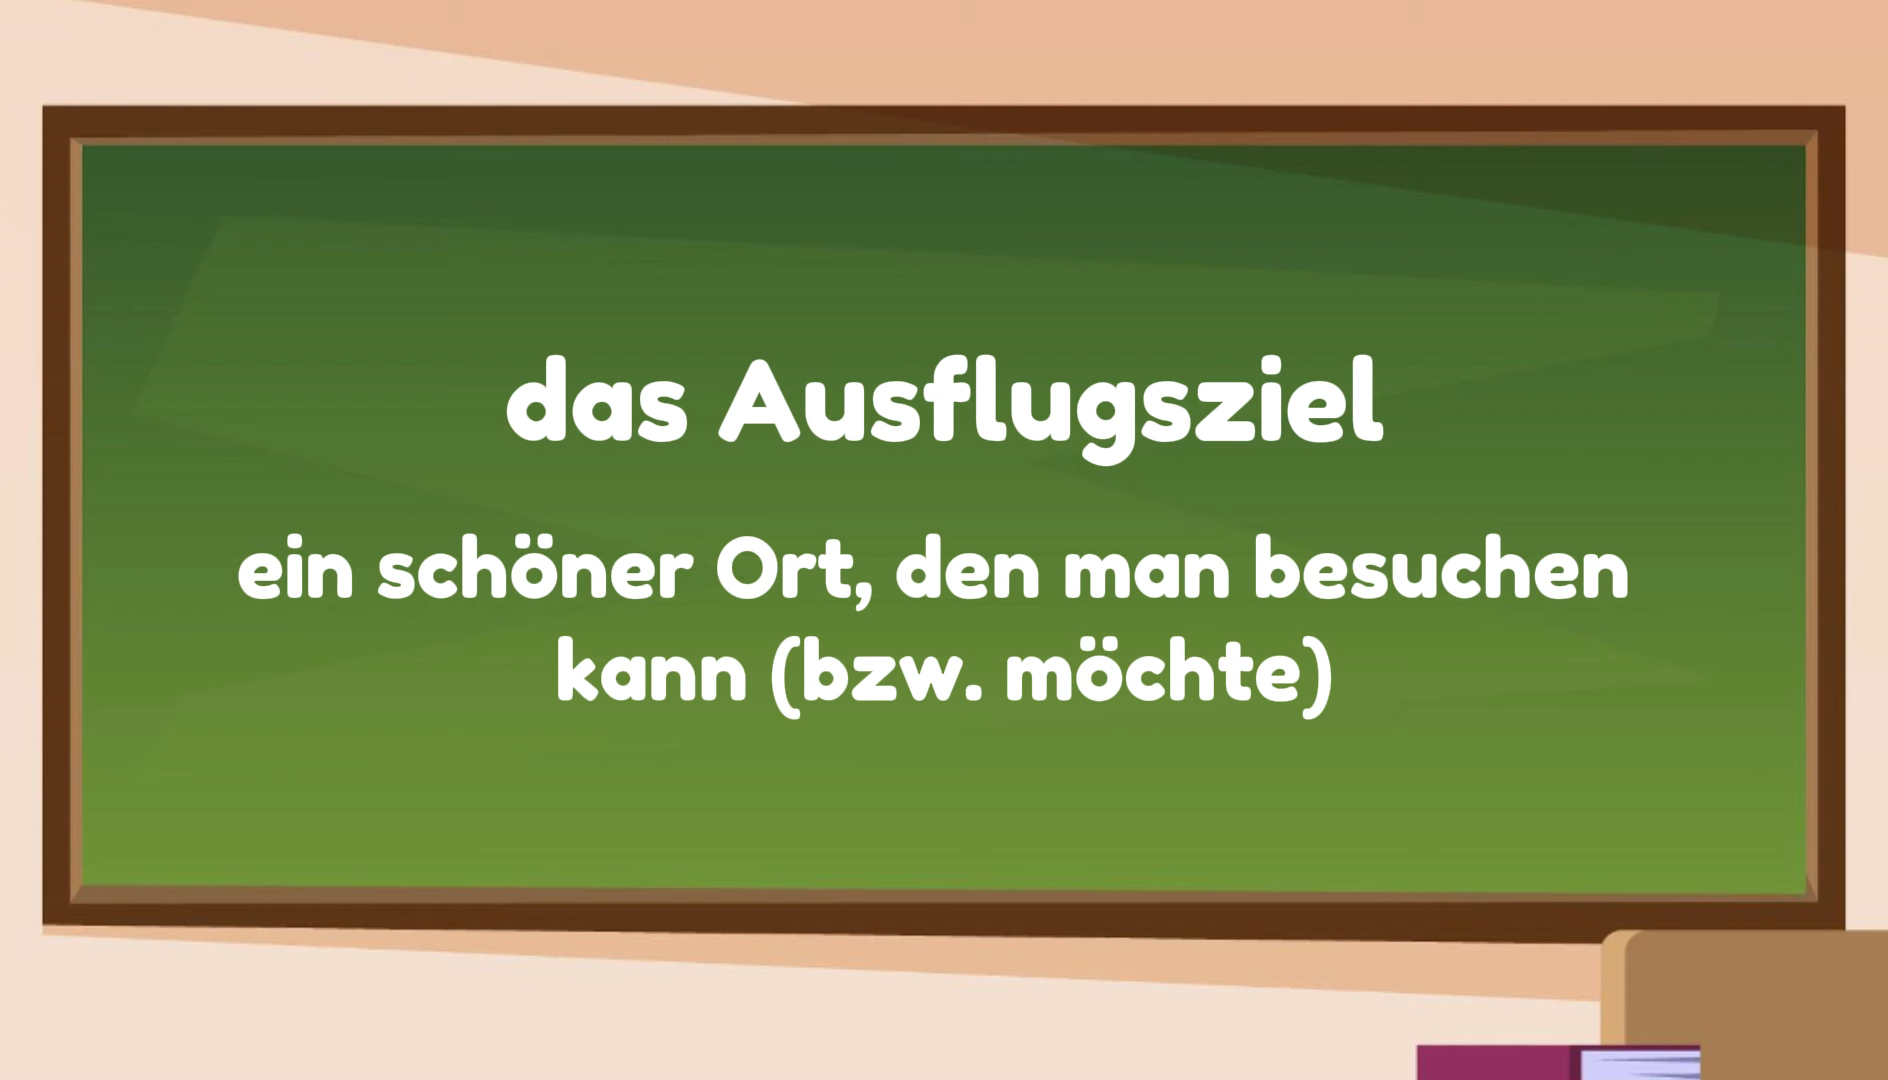 das Ausflugsziel
ein schöner Ort, den man besuchen
kann (bzw. möchte)